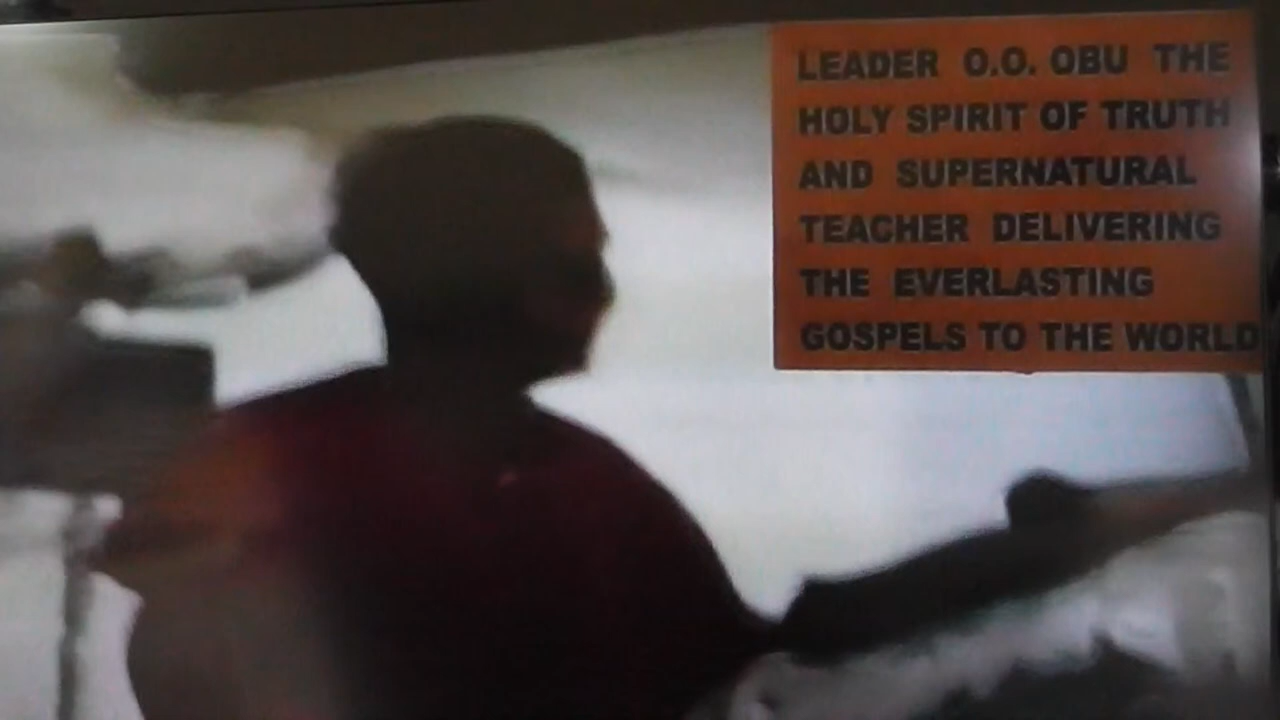 LEADER O.O. OBU THE
HOLY SPIRIT OF TRUTH
AND SUPERNATURAL
TEACHER DELIVERING
THE EVERLASTING
GOSPELS TO THE WORLD